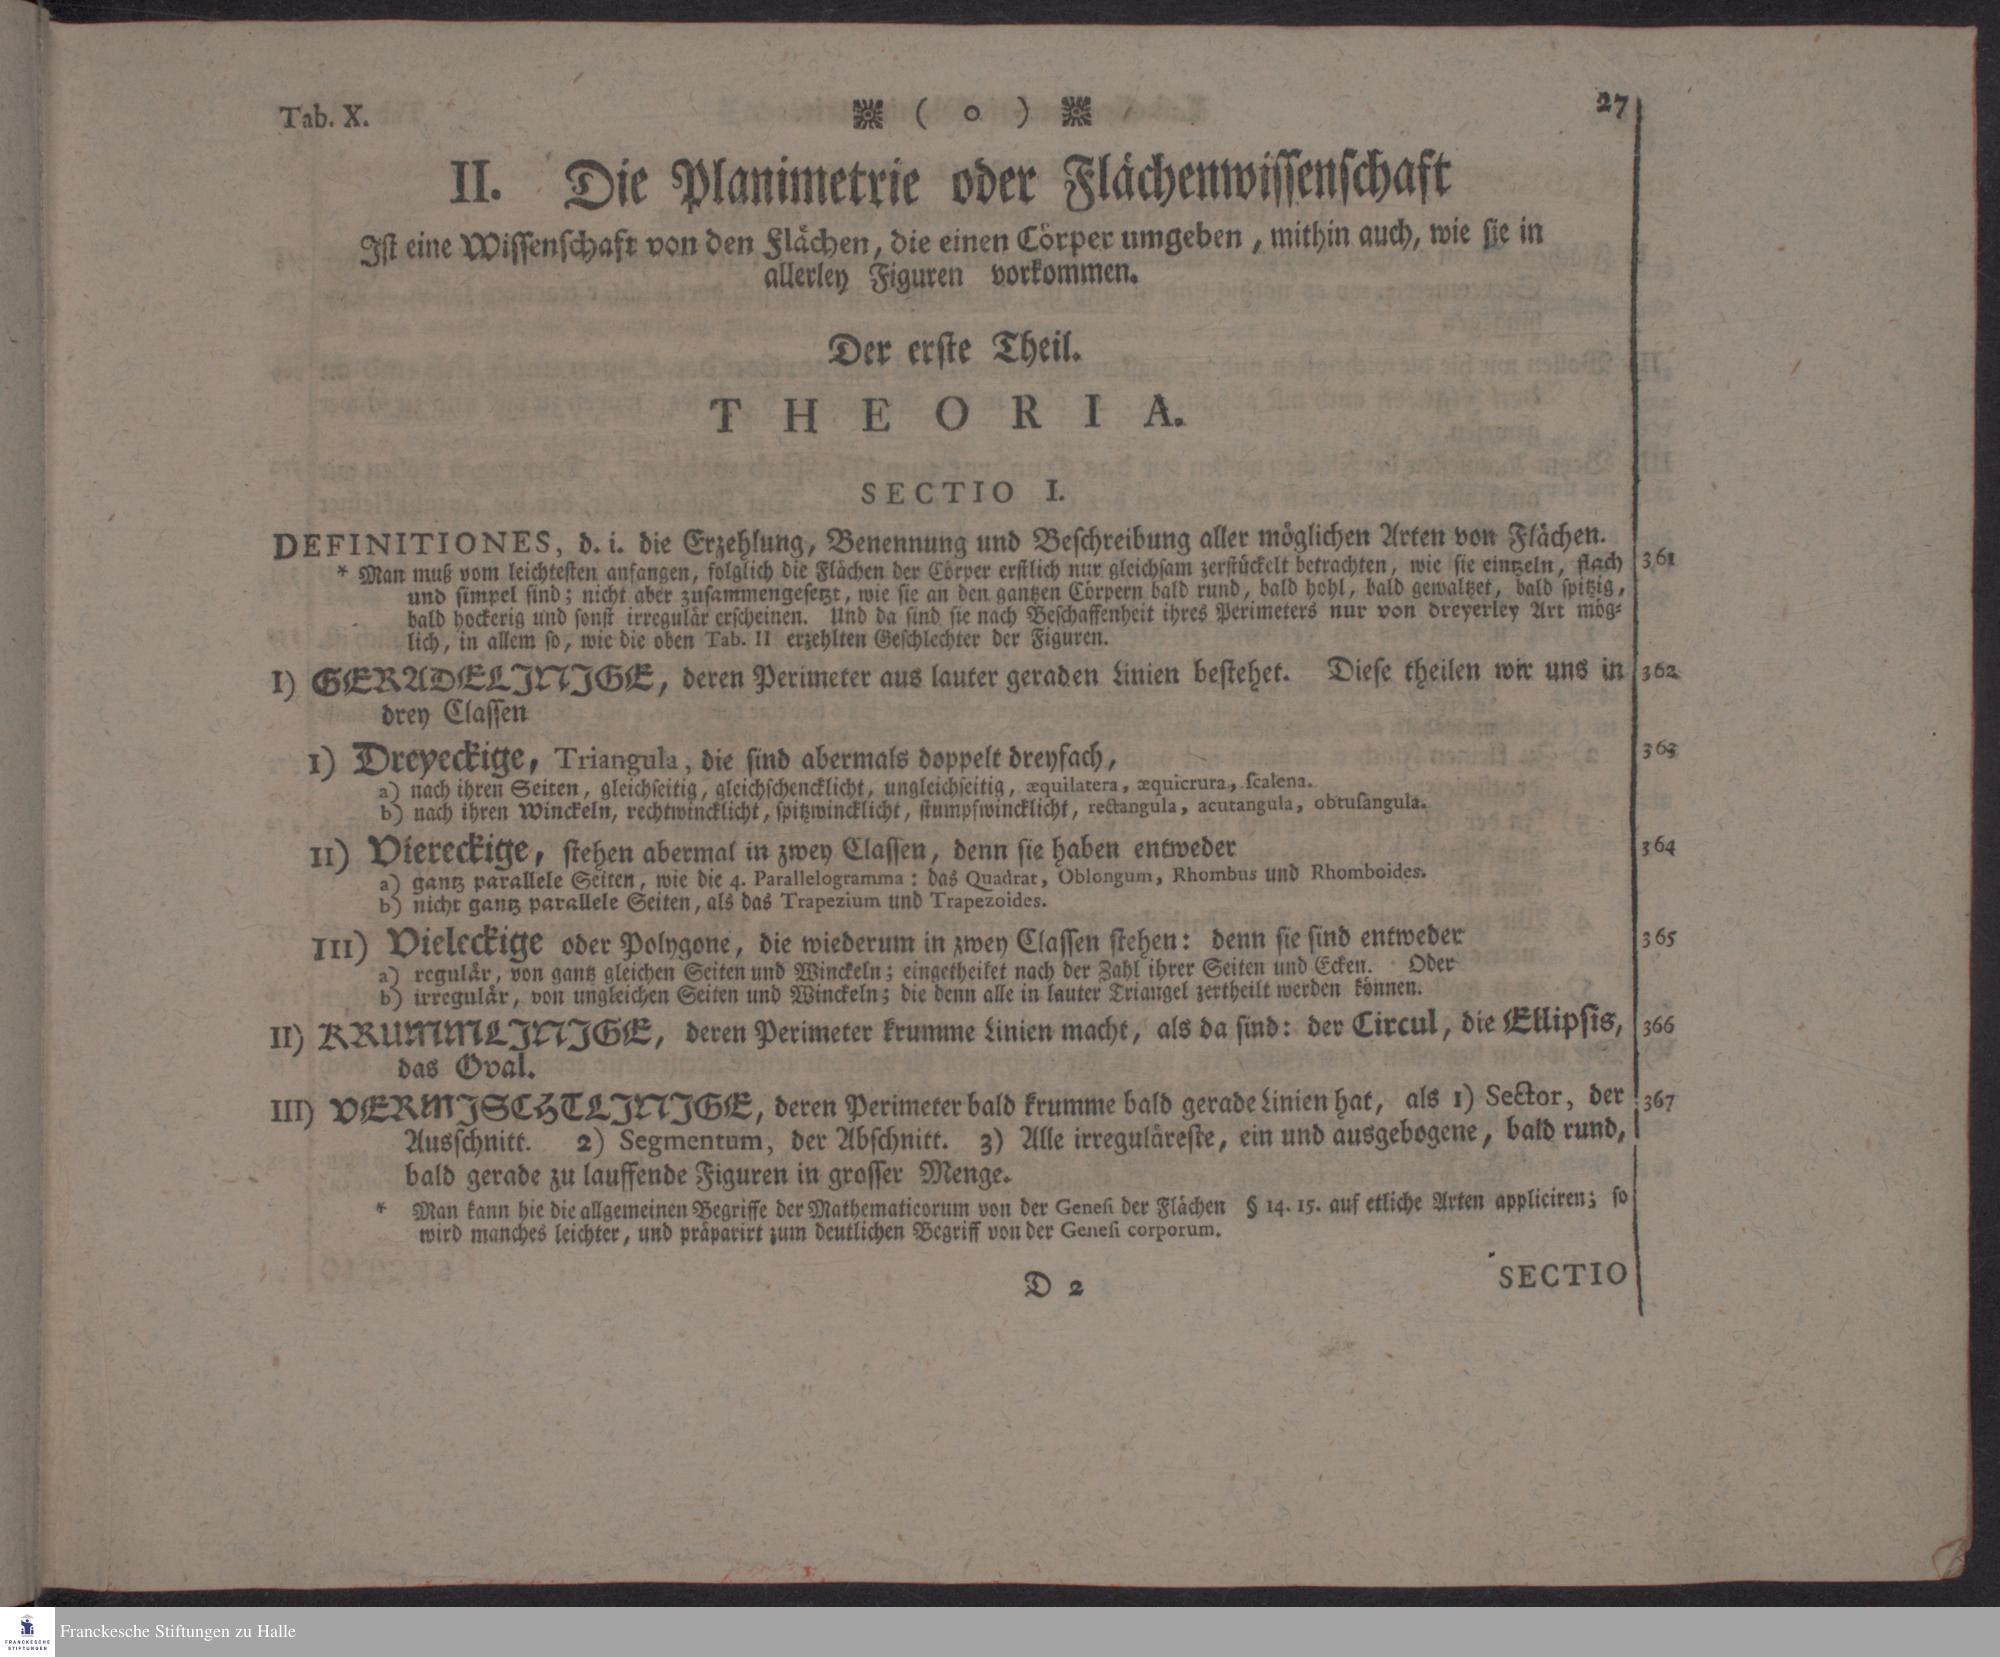 Tab. X. ( o ) 27
II. Die Planimetrie oder Flächenwissenschaft
Ist eine Wissenschaft von den Flächen, die einen Cörper umgeben, mithin auch, wie sie in
allerley Figuren vorkommen.
Der erste Theil.
THEORIA.
SECTIO I.
DEFINITIONES, d. i. die Erzehlung, Benennung und Beschreibung aller möglichen Arten von Flächen.
* Man muß vom leichtesten anfangen, folglich die Flächen der Cörper erstlich nur gleichsam zerstückelt betrachten, wie sie eintzeln, flach 361
und simpel sind; nicht aber zusammengesetzt, wie sie an den gantzen Cörpern bald rund, bald hohl, bald gewaltzet, bald spitzig,
bald hockerig und sonst irregulär erscheinen. Und da sind sie nach Beschaffenheit ihres Perimeters nur von dreyerley Art mög-
lich, in allem so, wie die oben Tab. II erzehlten Geschlechter der Figuren.
I) GERADELINIGE, deren Perimeter aus lauter geraden Linien bestehet. Diese theilen wir uns in 362
drey Classen
I) Dreyeckige, Triangula, die sind abermals doppelt dreyfach, 363
a) nach ihren Seiten, gleichseitig, gleichschencklicht, ungleichseitig, æquilatera, æquicrura, scalena.
b) nach ihren Winckeln, rechtwincklicht, spitzwincklicht, stumpfwincklicht, rectangula, acutangula, obtusangula.
II) Viereckige, stehen abermal in zwey Classen, denn sie haben entweder 364
a) gantz parallele Seiten, wie die 4. Parallelogramma: das Quadrat, Oblongum, Rhombus und Rhomboides.
b) nicht gantz parallele Seiten, als das Trapezium und Trapezoides.
III) Vieleckige oder Polygone, die wiederum in zwey Classen stehen: denn sie sind entweder 365
a) regulär, von gantz gleichen Seiten und Winckeln; eingetheilet nach der Zahl ihrer Seiten und Ecken. Oder
b) irregulär, von ungleichen Seiten und Winckeln; die denn alle in lauter Triangel zertheilt werden können.
II) KRUMMLINIGE, deren Perimeter krumme Linien macht, als da sind: der Circul, die Ellipsis, 366
das Oval.
III) VERMISCHTLINIGE, deren Perimeter bald krumme bald gerade Linien hat, als 1) Sector, der 367
Ausschnitt. 2) Segmentum, der Abschnitt. 3) Alle irreguläreste, ein und ausgebogene, bald rund,
bald gerade zu lauffende Figuren in grosser Menge.
* Man kann hie die allgemeinen Begriffe der Mathematicorum von der Genesi der Flächen § 14. 15. auf etliche Arten appliciren; so
wird manches leichter, und präparirt zum deutlichen Begriff von der Genesi corporum.
D 2 SECTIO
FRANCKESCHE
STIFTUNGEN
Franckesche Stiftungen zu Halle